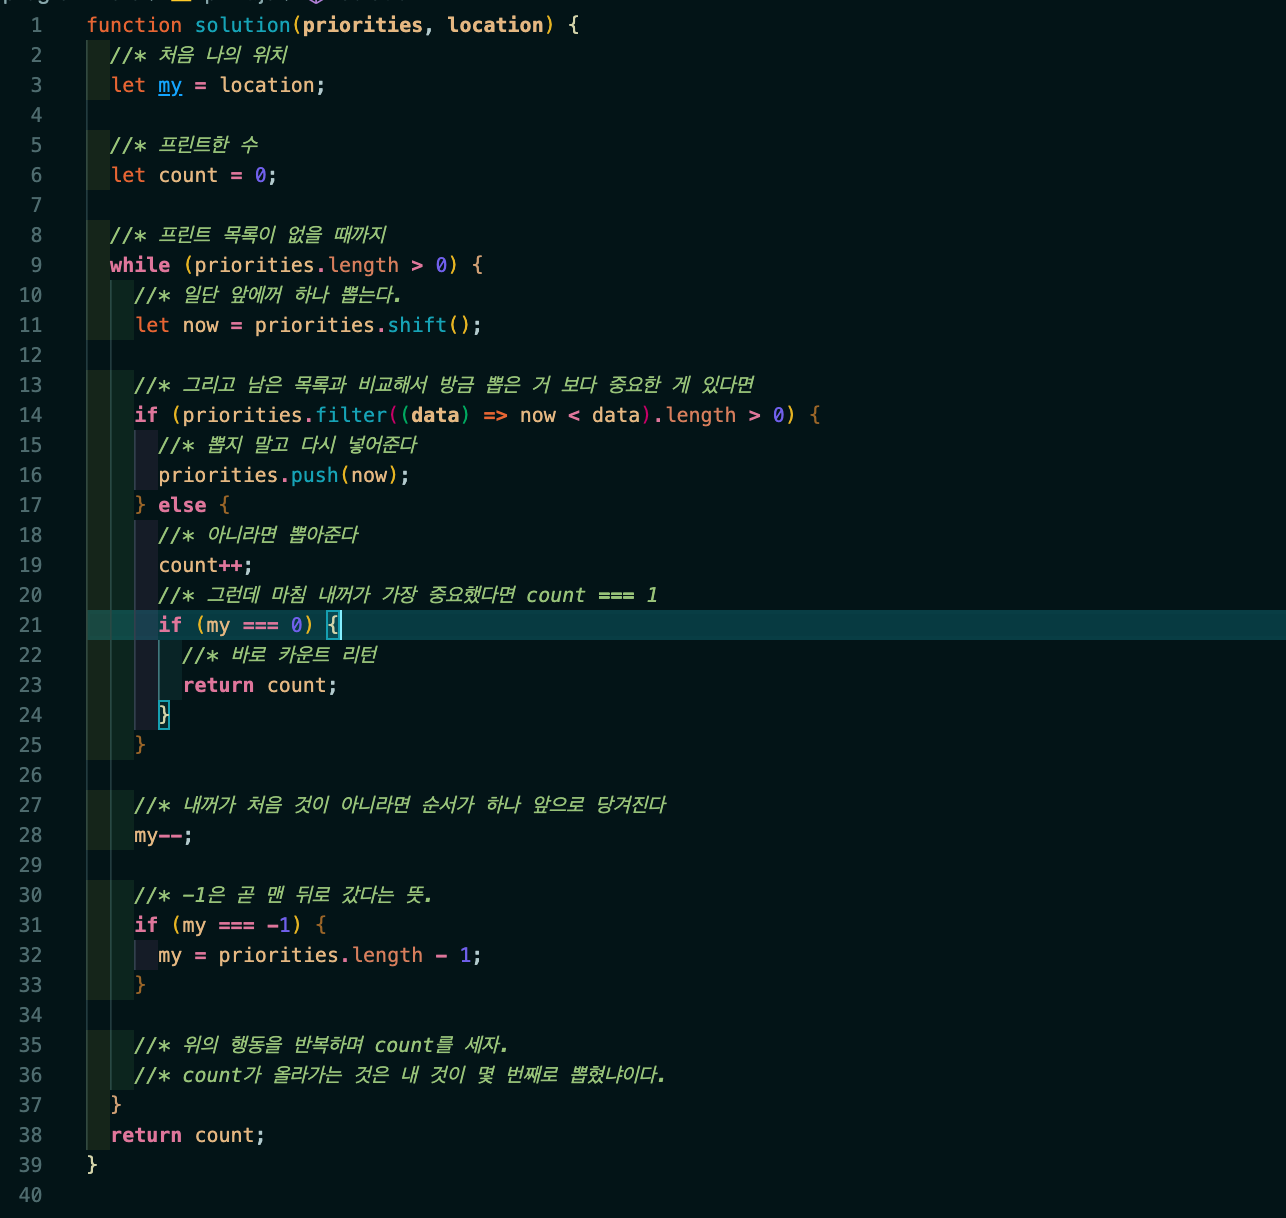 1 function solution(priorities, location) {
2 //* 처음 나의 위치
3 let my = location;
4
5 //* 프린트한 수
6 let count = 0;
7
8 //* 프린트 목록이 없을 때까지
9 while (priorities.length > 0) {
10 //* 일단 앞에꺼 하나 뽑는다.
11 let now = priorities.shift();
12
13 //* 그리고 남은 목록과 비교해서 방금 뽑은 거 보다 중요한 게 있다면
14 if (priorities.filter((data) => now < data).length > 0) {
15 //* 뽑지 말고 다시 넣어준다
16 priorities.push(now);
17 } else {
18 //* 아니라면 뽑아준다
19 count++;
20 //* 그런데 마침 내꺼가 가장 중요했다면 count === 1
21 if (my === 0) {
22 //* 바로 카운트 리턴
23 return count;
24 }
25 }
26
27 //* 내꺼가 처음 것이 아니라면 순서가 하나 앞으로 당겨진다
28 my--;
29
30 //* -1은 곧 맨 뒤로 갔다는 뜻.
31 if (my === -1) {
32 my = priorities.length - 1;
33 }
34
35 //* 위의 행동을 반복하며 count를 세자.
36 //* count가 올라가는 것은 내 것이 몇 번째로 뽑혔냐이다.
37 }
38 return count;
39 }
40